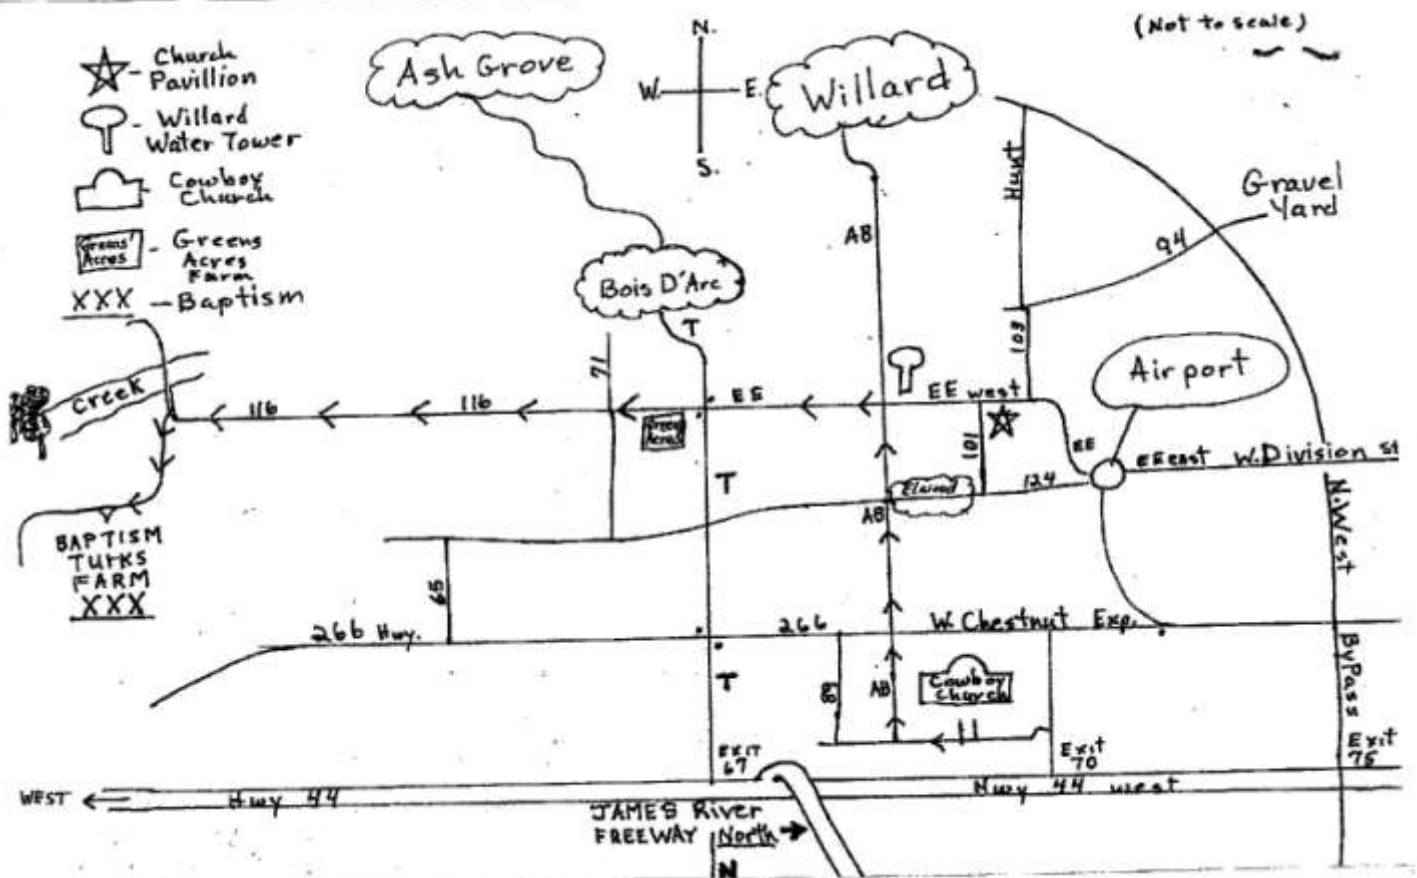 (Not to scale)
Church
Pavillion
Willard
Water Tower
Cowboy
Church
Greens'
Acres
Greens
Acres
Farm
XXX - Baptism
Ash Grove
N.
W.
E.
S.
Willard
Hunt
Gravel
Yard
94
AB
Bois D'Arc
T
103
Airport
71
Creek
116
116
EE
EE west
Green
Acres
101
EE
EE east W. Division St
T
Elwood
124
AB
N. West
ByPass
BAPTISM
TURKS
FARM
XXX
65
266 Hwy.
266
W. Chestnut Exp.
T
AB
Cowboy
Church
EXIT
67
Exit
70
Exit
75
WEST
Hwy 44
Hwy 44 west
JAMES River
FREEWAY North
N